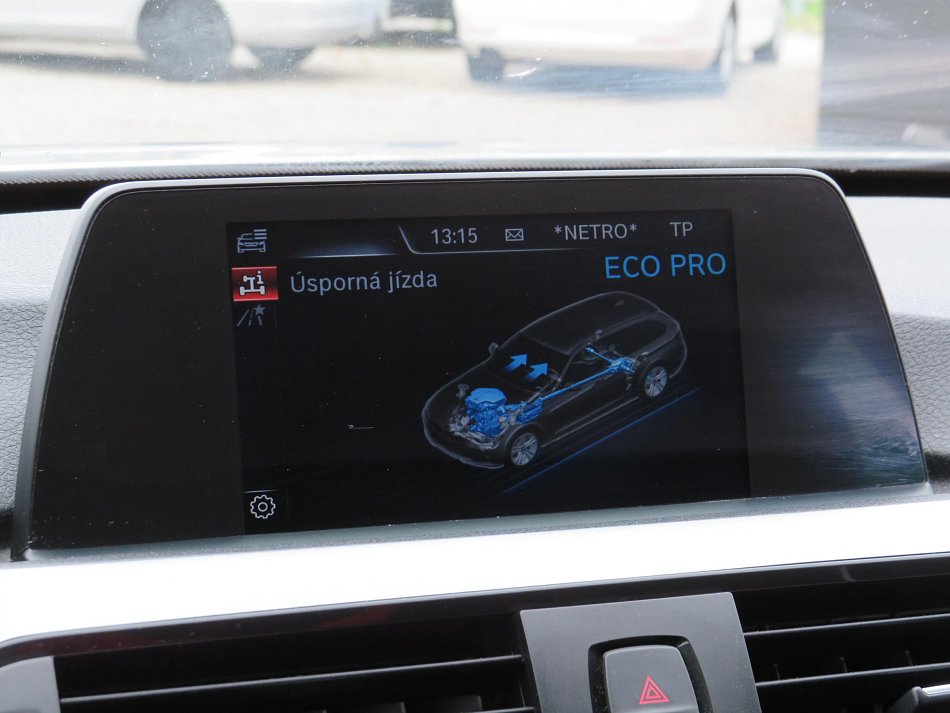 13:15 *NETRO* TP
ECO PRO
Úsporná jízda